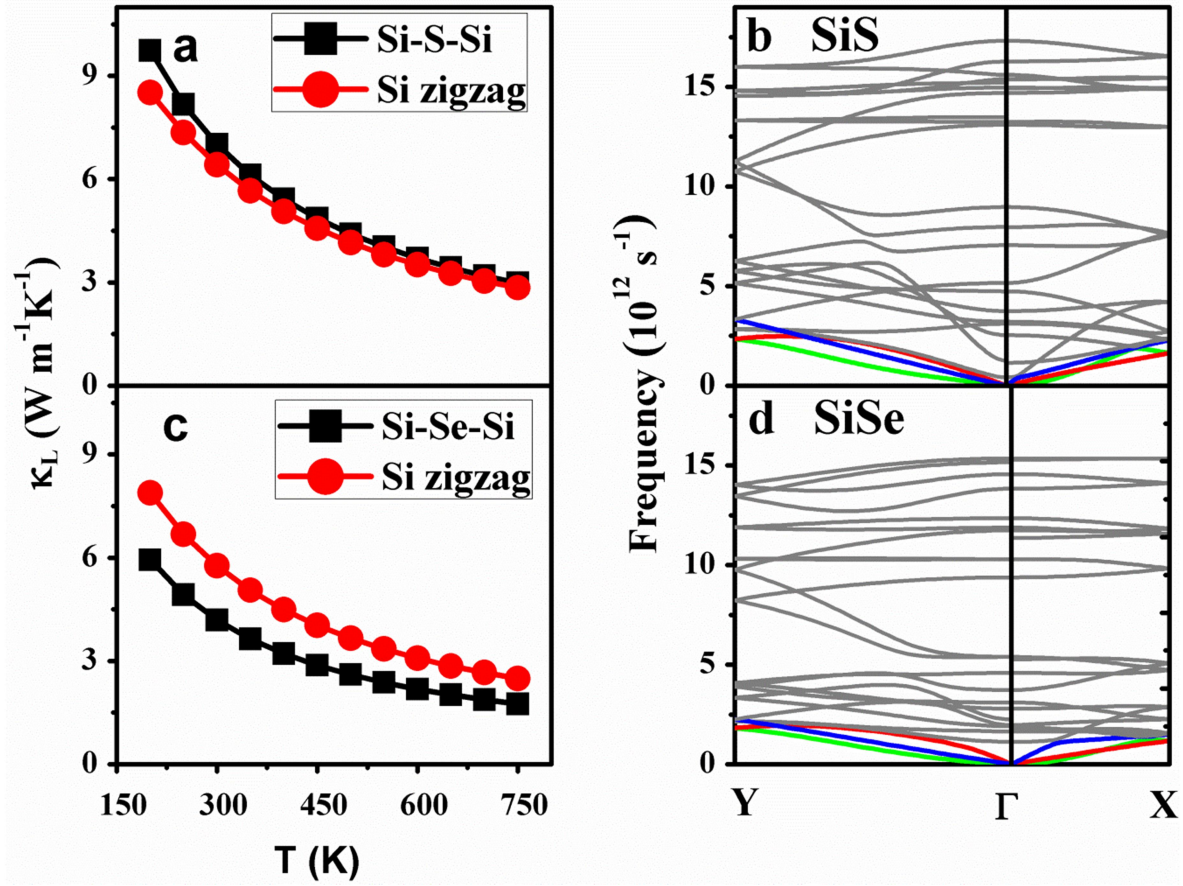 a
Si-S-Si
Si zigzag
9
6
3
0
κL (W m⁻¹K⁻¹)
c
Si-Se-Si
Si zigzag
9
6
3
0
150 300 450 600 750
T (K)
b SiS
15
10
5
0
Frequency (10¹² s⁻¹)
d SiSe
15
10
5
0
Y Γ X